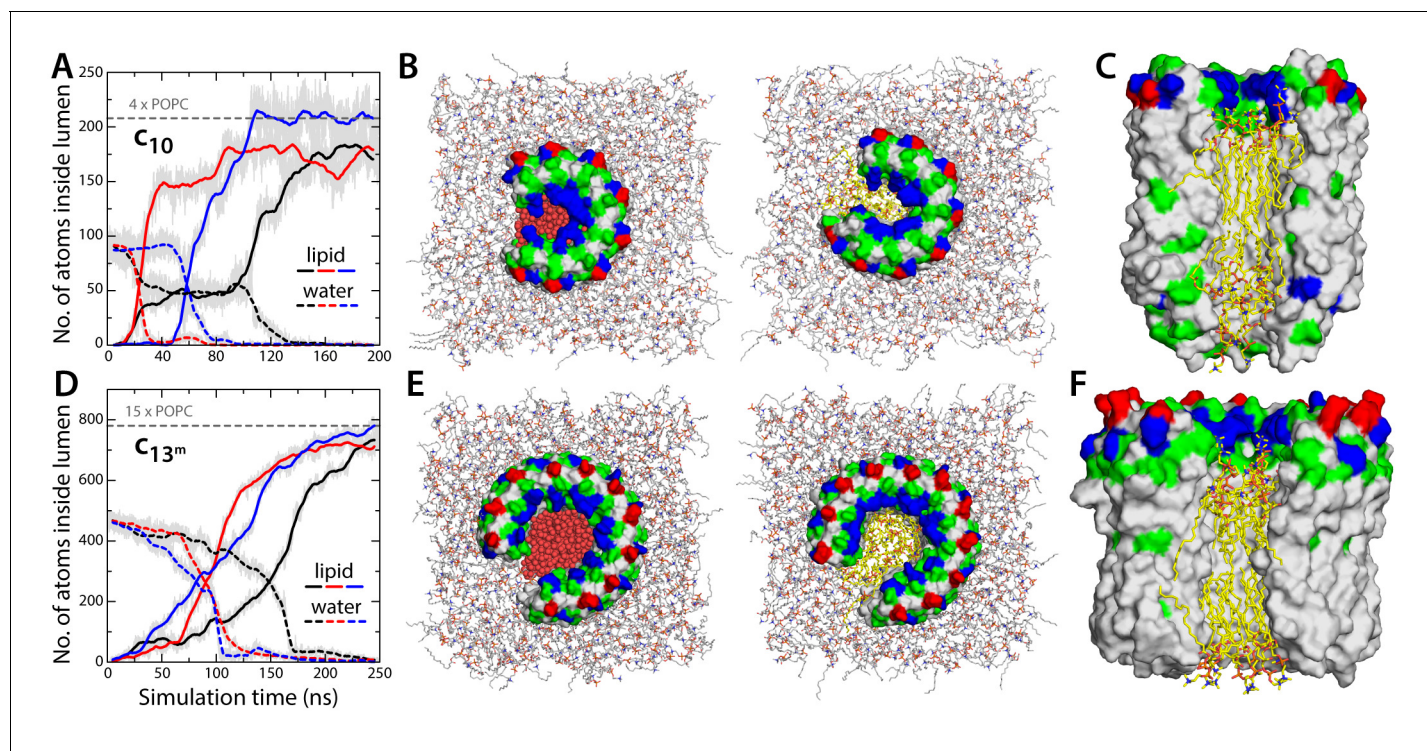 A
No. of atoms inside lumen
250
200
150
100
50
0
4 x POPC
C10
lipid
water
0
40
80
120
160
200
B
C
D
No. of atoms inside lumen
800
600
400
200
0
15 x POPC
C13m
lipid
water
0
50
100
150
200
250
Simulation time (ns)
E
F